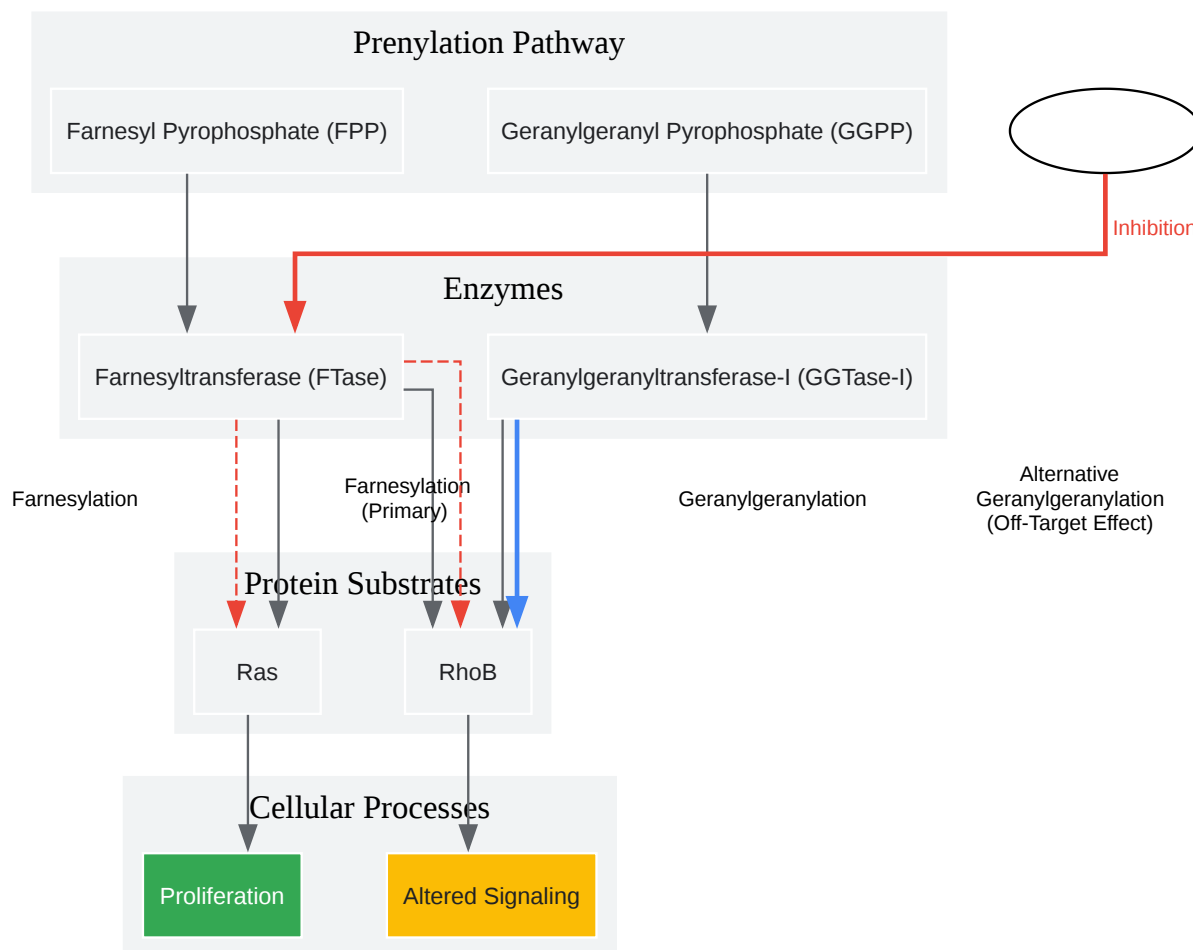 Prenylation Pathway
Farnesyl Pyrophosphate (FPP)
Geranylgeranyl Pyrophosphate (GGPP)
Inhibition
Enzymes
Farnesyltransferase (FTase)
Geranylgeranyltransferase-I (GGTase-I)
Farnesylation
Farnesylation
(Primary)
Geranylgeranylation
Alternative
Geranylgeranylation
(Off-Target Effect)
Protein Substrates
Ras
RhoB
Cellular Processes
Proliferation
Altered Signaling